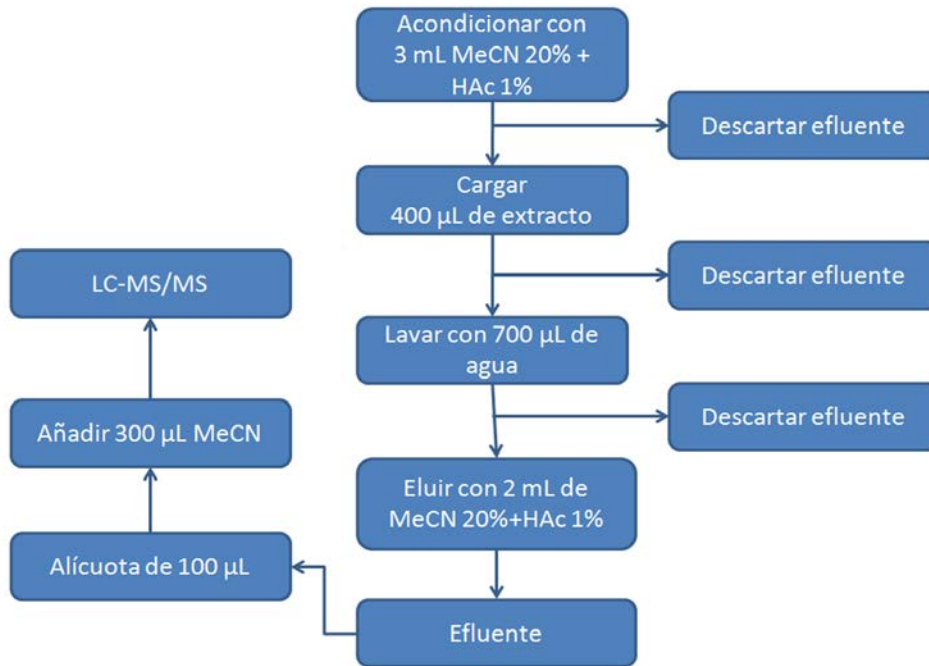 Acondicionar con
3 mL MeCN 20% +
HAc 1%
Descartar efluente
Cargar
400 µL de extracto
Descartar efluente
LC-MS/MS
Lavar con 700 µL de
agua
Descartar efluente
Añadir 300 µL MeCN
Eluir con 2 mL de
MeCN 20%+HAc 1%
Alícuota de 100 µL
Efluente